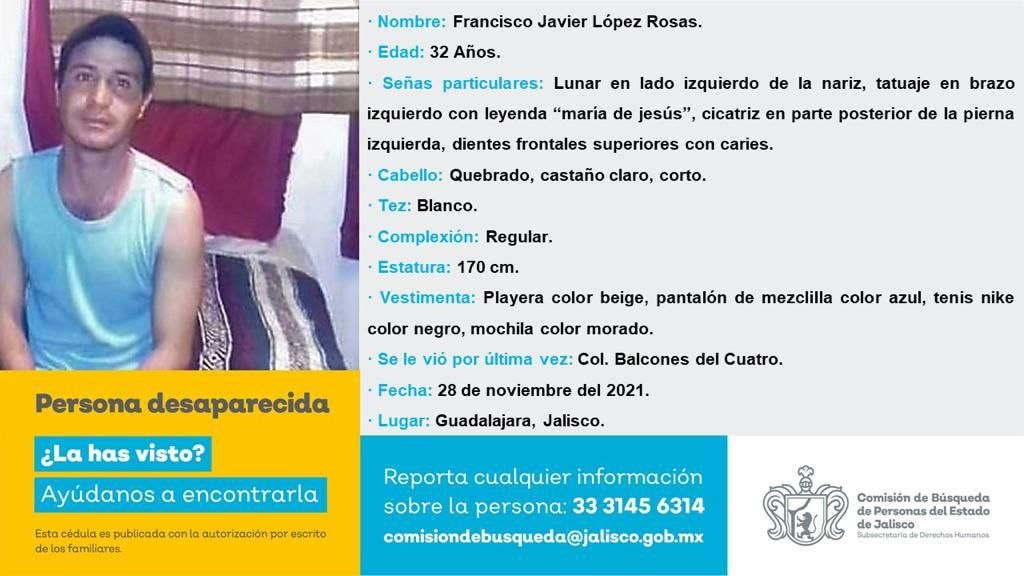 · Nombre: Francisco Javier López Rosas.
· Edad: 32 Años.
· Señas particulares: Lunar en lado izquierdo de la nariz, tatuaje en brazo
izquierdo con leyenda “maría de jesús”, cicatriz en parte posterior de la pierna
izquierda, dientes frontales superiores con caries.
· Cabello: Quebrado, castaño claro, corto.
· Tez: Blanco.
· Complexión: Regular.
· Estatura: 170 cm.
· Vestimenta: Playera color beige, pantalón de mezclilla color azul, tenis nike
color negro, mochila color morado.
· Se le vió por última vez: Col. Balcones del Cuatro.
· Fecha: 28 de noviembre del 2021.
· Lugar: Guadalajara, Jalisco.
Persona desaparecida
¿La has visto?
Ayúdanos a encontrarla
Esta cédula es publicada con la autorización por escrito
de los familiares.
Reporta cualquier información
sobre la persona: 33 3145 6314
comisiondebusqueda@jalisco.gob.mx
Comisión de Búsqueda
de Personas del Estado
de Jalisco
Subsecretaría de Derechos Humanos